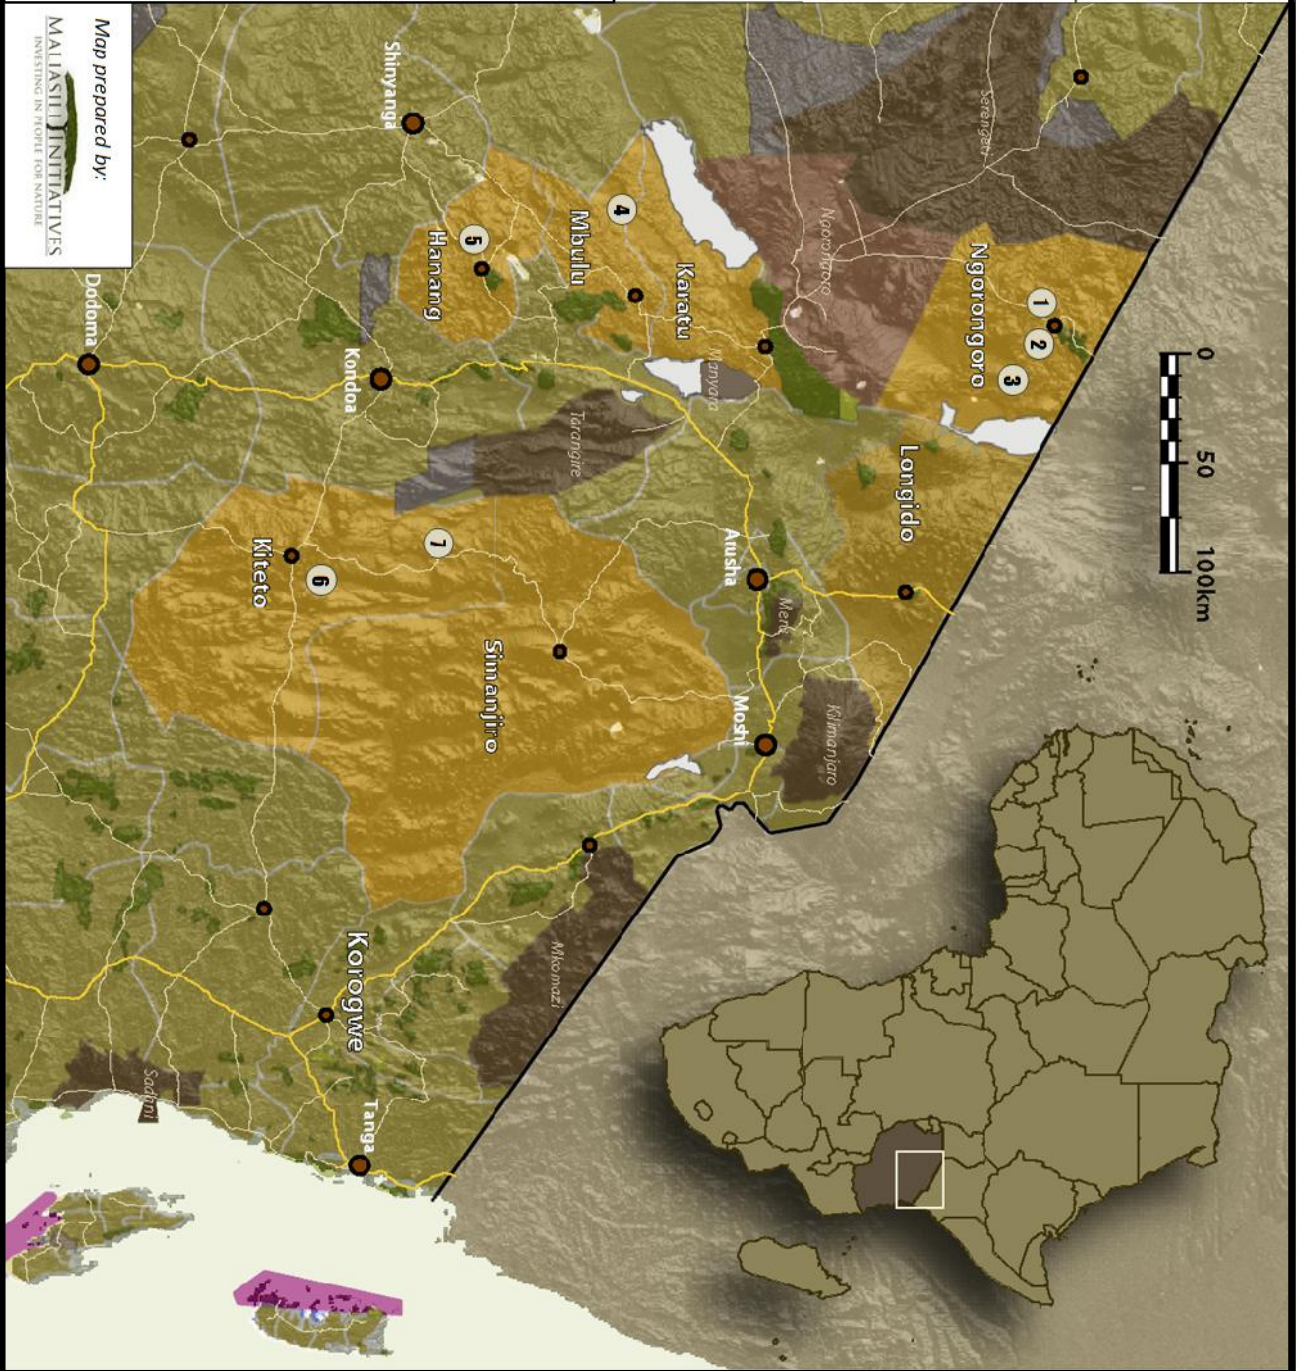 Serengeti
Ngorongoro
Ngorongoro
1
2
3
0
50
100km
Longido
Karatu
Manyara
4
Mbulu
5
Hanang
Shinyanga
Tarangire
Arusha
Meru
Kilimanjaro
Moshi
Kondoa
Dodoma
7
6
Kiteto
Simanjiro
Mkomazi
Korogwe
Tanga
Sadani
Map prepared by:
MALIASILI INITIATIVES
INVESTING IN PEOPLE FOR NATURE